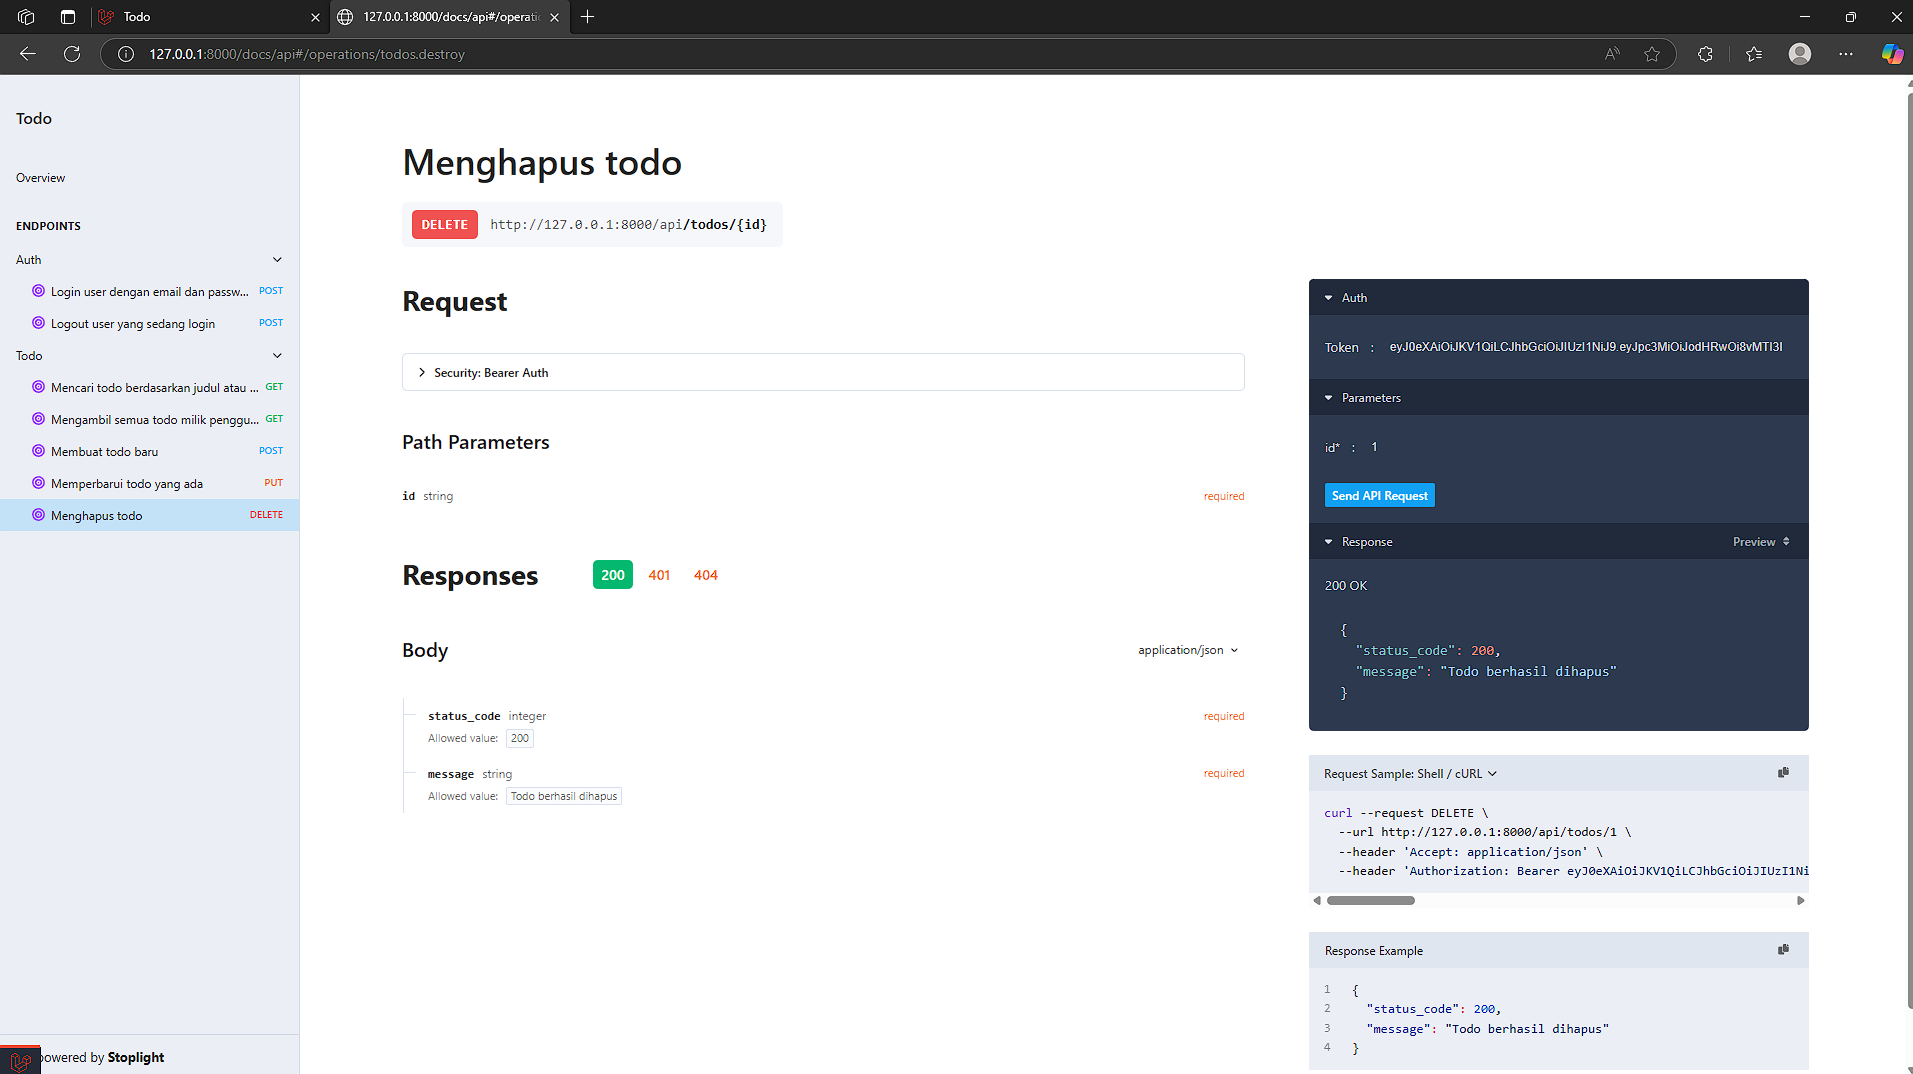 Todo
127.0.0.1:8000/docs/api#/operati
127.0.0.1:8000/docs/api#/operations/todos.destroy
Todo
Overview
ENDPOINTS
Auth
Login user dengan email dan passw... POST
Logout user yang sedang login POST
Todo
Mencari todo berdasarkan judul atau ... GET
Mengambil semua todo milik penggu... GET
Membuat todo baru POST
Memperbarui todo yang ada PUT
Menghapus todo DELETE
powered by Stoplight
Menghapus todo
DELETE http://127.0.0.1:8000/api/todos/{id}
Request
Security: Bearer Auth
Path Parameters
id string required
Responses 200 401 404
Body application/json
status_code integer required
Allowed value: 200
message string required
Allowed value: Todo berhasil dihapus
Auth
Token : eyJ0eXAiOiJKV1QiLCJhbGciOiJIUzI1NiJ9.eyJpc3MiOiJodHRwOi8vMTI3I
Parameters
id* : 1
Send API Request
Response Preview
200 OK
{
"status_code": 200,
"message": "Todo berhasil dihapus"
}
Request Sample: Shell / cURL
curl --request DELETE \
--url http://127.0.0.1:8000/api/todos/1 \
--header 'Accept: application/json' \
--header 'Authorization: Bearer eyJ0eXAiOiJKV1QiLCJhbGciOiJIUzI1Ni
Response Example
1 {
2 "status_code": 200,
3 "message": "Todo berhasil dihapus"
4 }